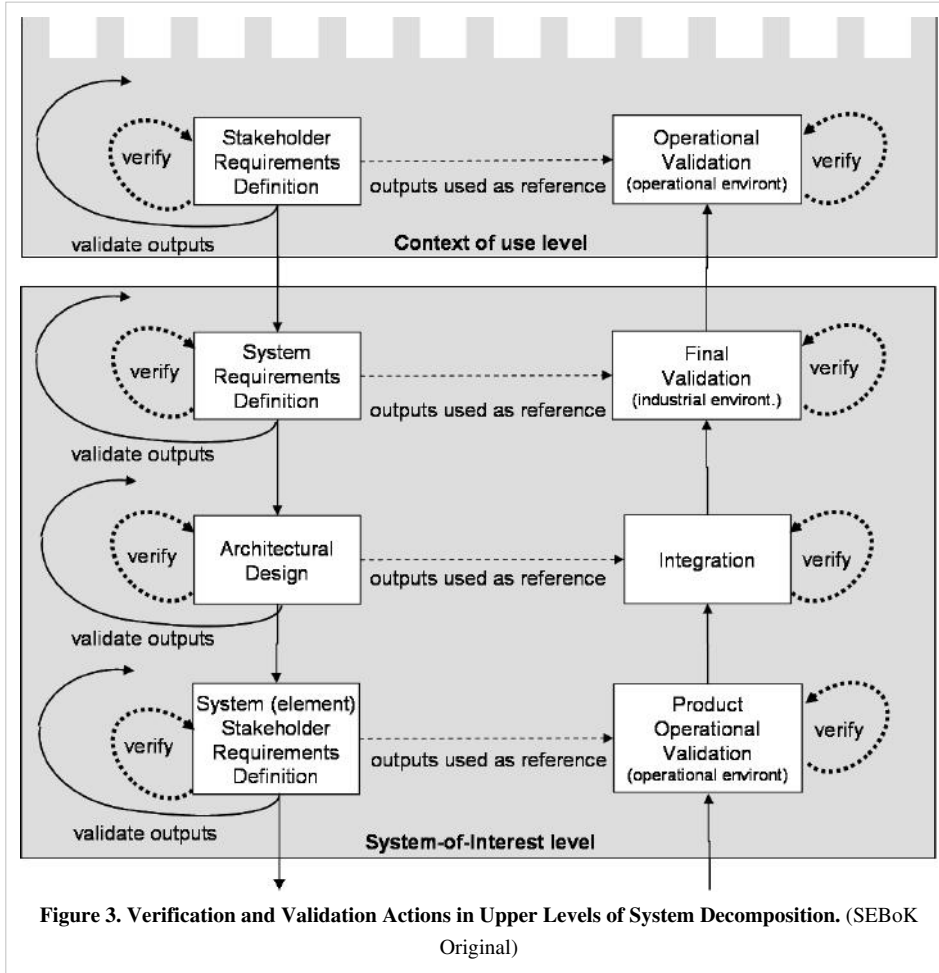 Stakeholder
Requirements
Definition
verify
validate outputs
outputs used as reference
Operational
Validation
(operational environt)
verify
Context of use level
System
Requirements
Definition
verify
validate outputs
outputs used as reference
Final
Validation
(industrial environt.)
verify
Architectural
Design
verify
validate outputs
outputs used as reference
Integration
verify
System (element)
Stakeholder
Requirements
Definition
verify
validate outputs
outputs used as reference
Product
Operational
Validation
(operational environt)
verify
System-of-Interest level
Figure 3. Verification and Validation Actions in Upper Levels of System Decomposition. (SEBoK
Original)